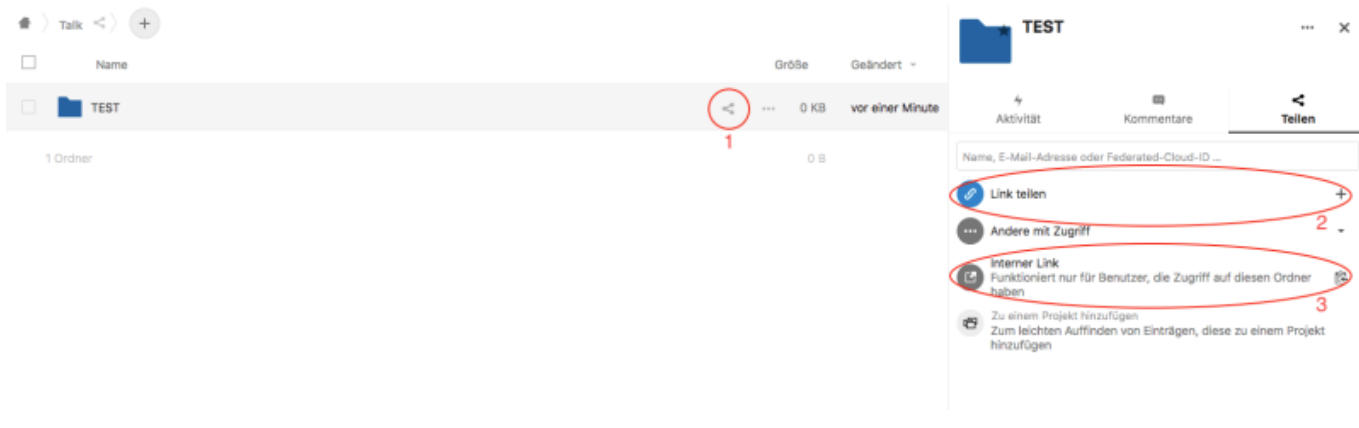 Talk
Name
Größe
Geändert
TEST
0 KB
vor einer Minute
1
1 Ordner
0 B
TEST
Aktivität
Kommentare
Teilen
Name, E-Mail-Adresse oder Federated-Cloud-ID ...
Link teilen
2
Andere mit Zugriff
Interner Link
Funktioniert nur für Benutzer, die Zugriff auf diesen Ordner
haben
3
Zu einem Projekt hinzufügen
Zum leichten Auffinden von Einträgen, diese zu einem Projekt
hinzufügen